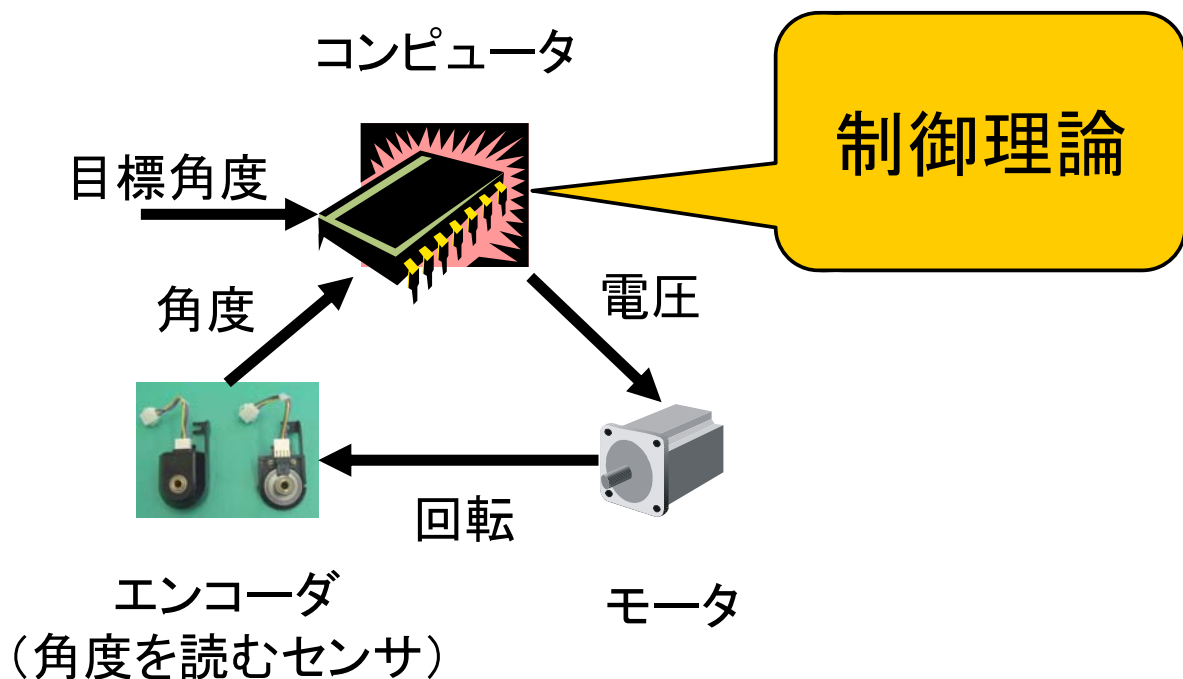 コンピュータ
制御理論
目標角度
角度
電圧
回転
エンコーダ
（角度を読むセンサ）
モータ